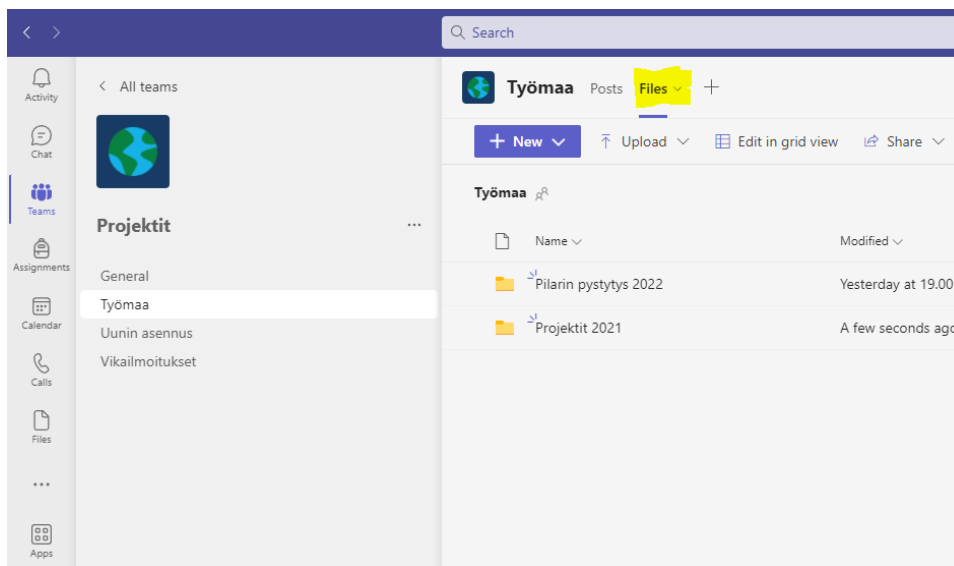 Search
Activity
Chat
Teams
Assignments
Calendar
Calls
Files
...
Apps
All teams
Projektit
...
General
Työmaa
Uunin asennus
Vikailmoitukset
Työmaa Posts Files
New Upload Edit in grid view Share
Työmaa
Name Modified
Pilarin pystytys 2022 Yesterday at 19.00
Projektit 2021 A few seconds ago